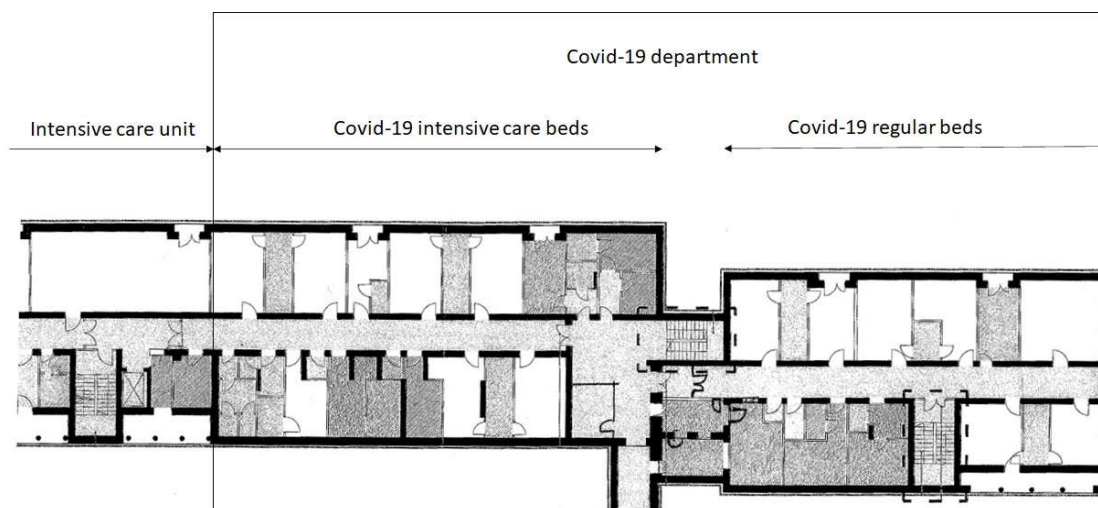 Covid-19 department
Intensive care unit
Covid-19 intensive care beds
Covid-19 regular beds